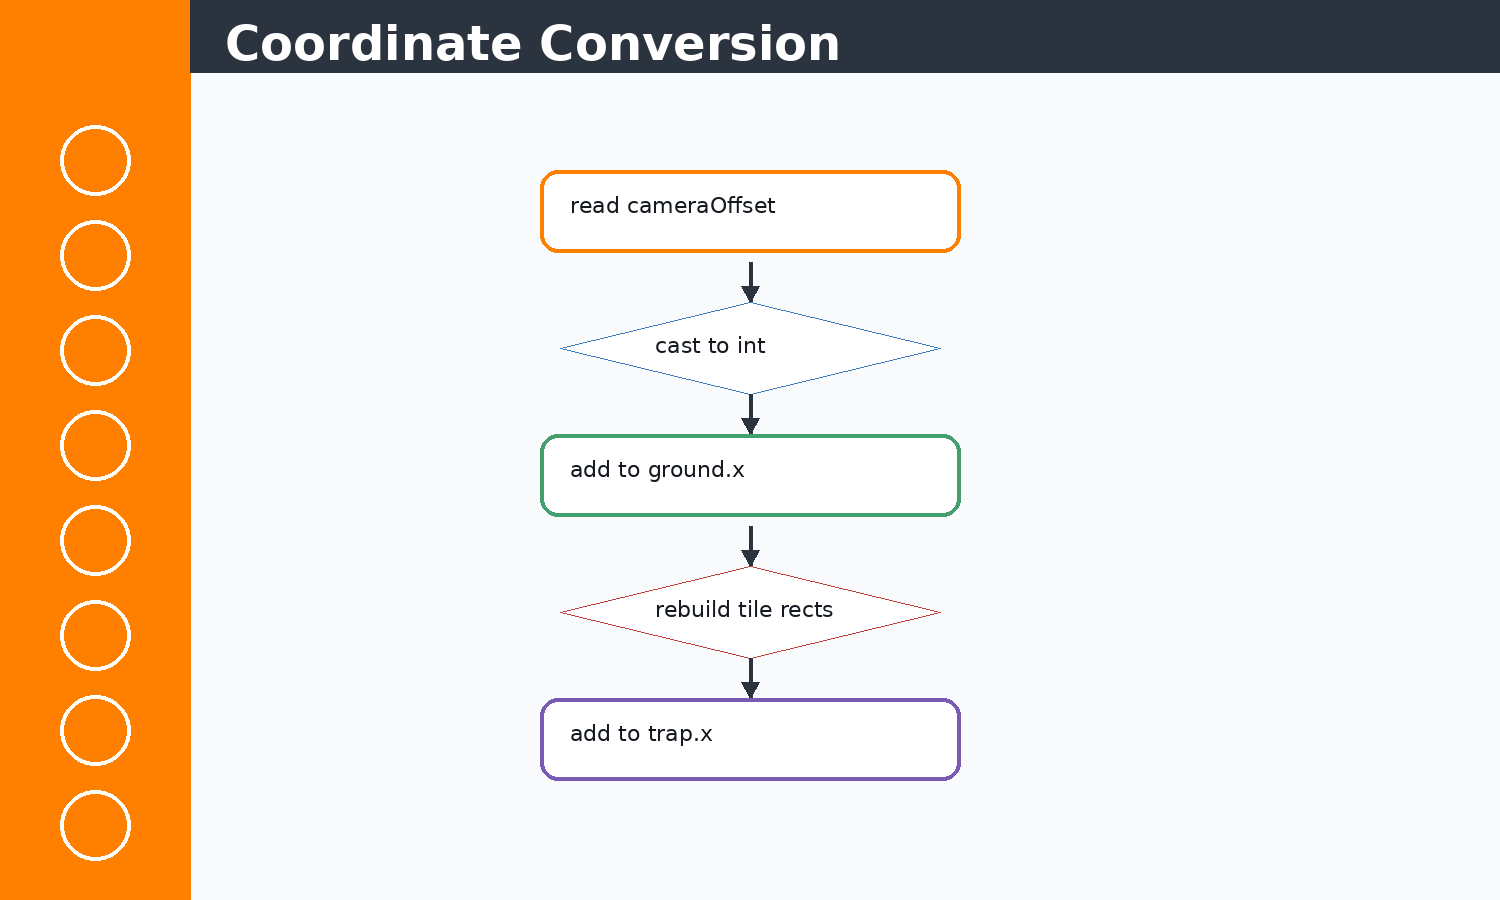 Coordinate Conversion
read cameraOffset
cast to int
add to ground.x
rebuild tile rects
add to trap.x